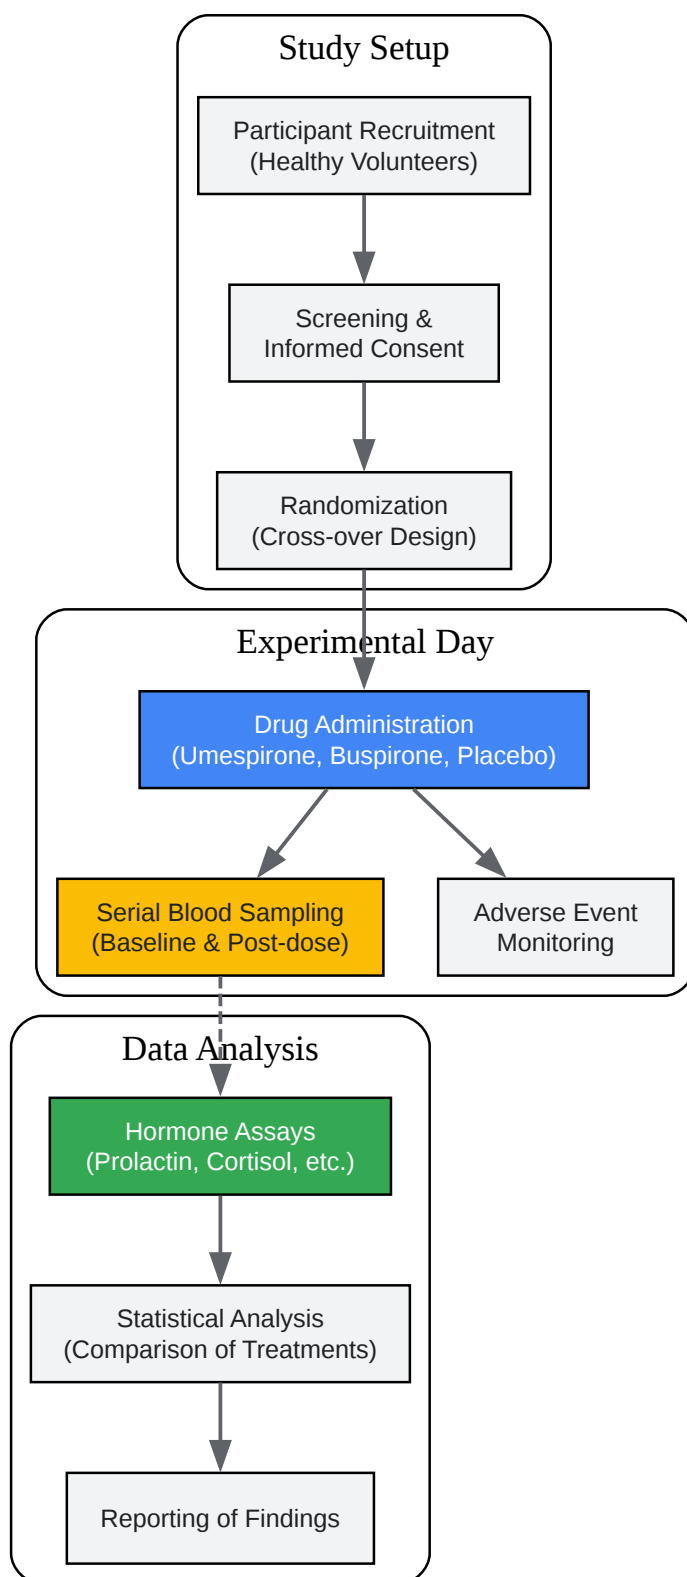 Study Setup
Participant Recruitment
(Healthy Volunteers)
Screening &
Informed Consent
Randomization
(Cross-over Design)
Experimental Day
Drug Administration
(Umespirone, Buspirone, Placebo)
Serial Blood Sampling
(Baseline & Post-dose)
Adverse Event
Monitoring
Data Analysis
Hormone Assays
(Prolactin, Cortisol, etc.)
Statistical Analysis
(Comparison of Treatments)
Reporting of Findings